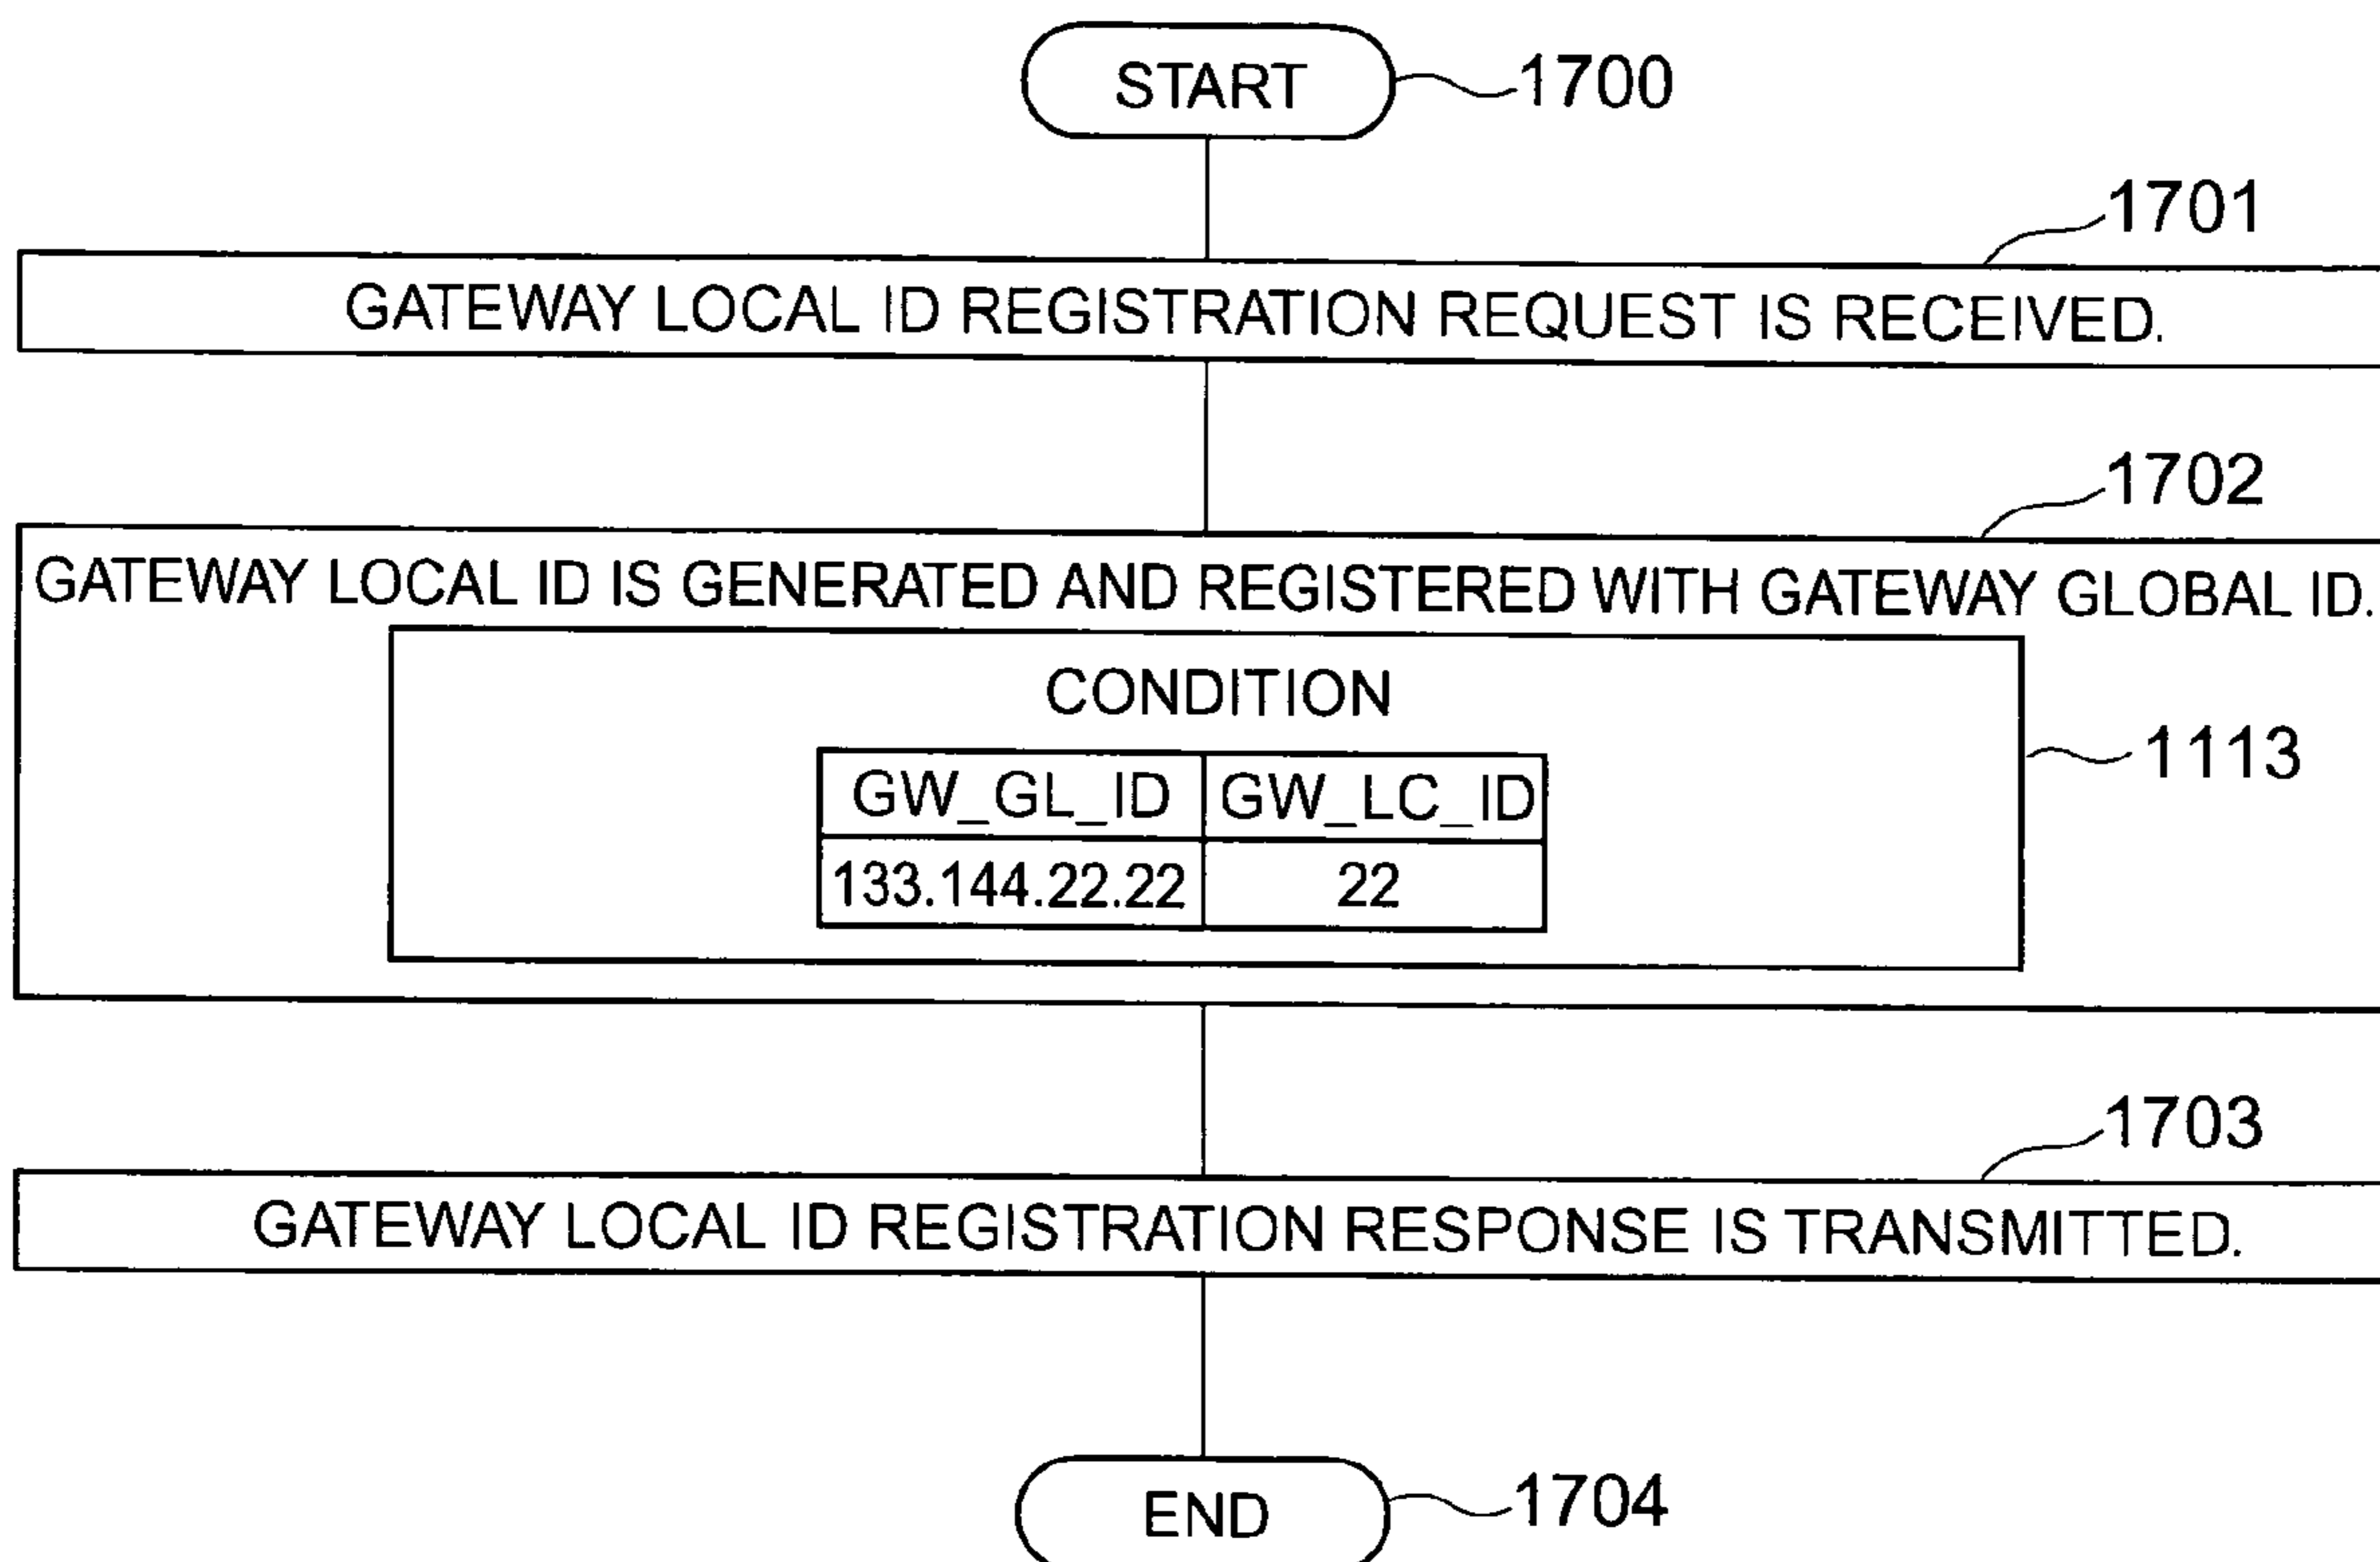 START
1700
1701
GATEWAY LOCAL ID REGISTRATION REQUEST IS RECEIVED.
1702
GATEWAY LOCAL ID IS GENERATED AND REGISTERED WITH GATEWAY GLOBAL ID.
CONDITION
1113
GW_GL_ID GW_LC_ID
133.144.22.22 22
1703
GATEWAY LOCAL ID REGISTRATION RESPONSE IS TRANSMITTED.
END
1704